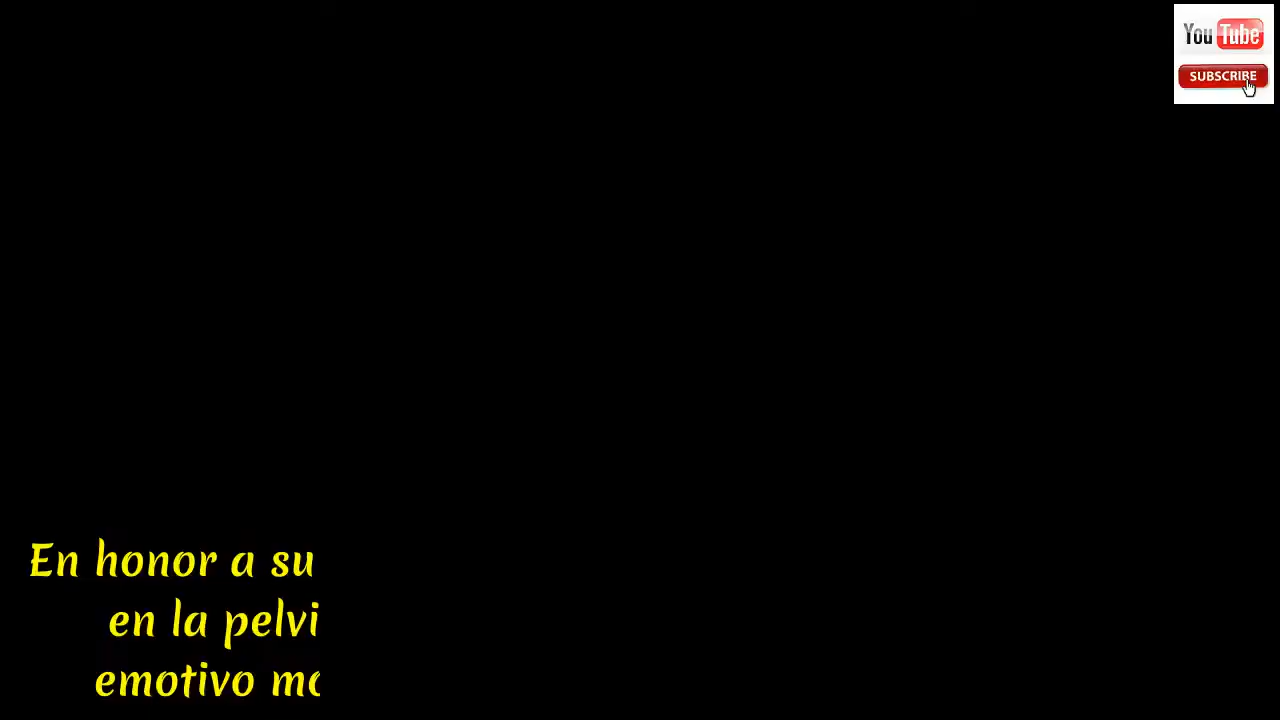 You Tube
SUBSCRIBE
En honor a su
en la pelvi
emotivo